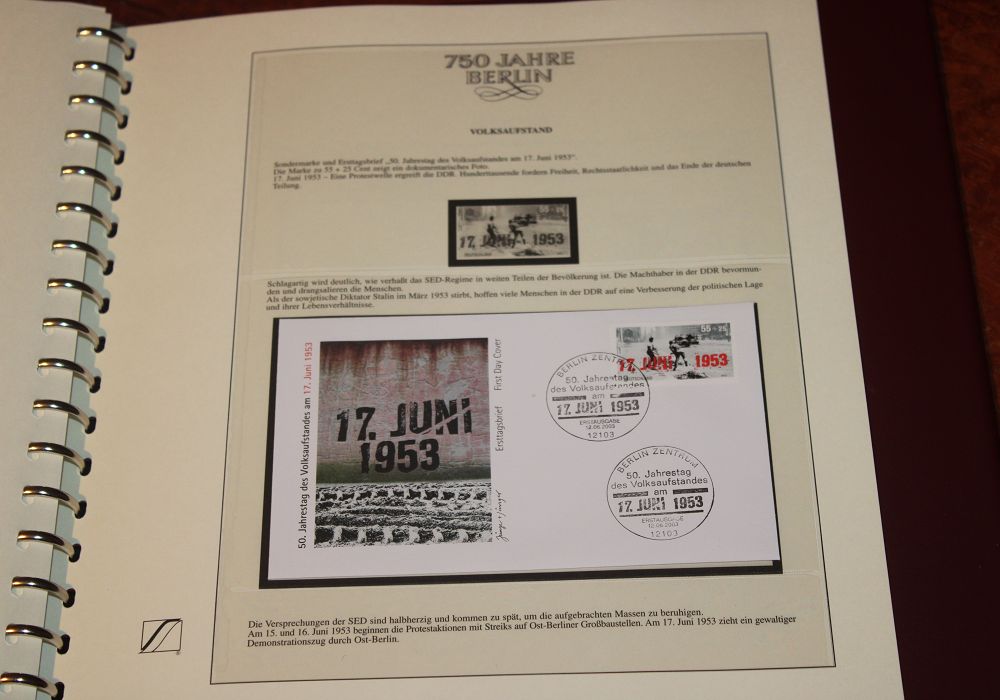 750 JAHRE
BERLIN
VOLKSAUFSTAND
Sondermarke und Ersttagsbrief „50. Jahrestag des Volksaufstandes am 17. Juni 1953“.
Die Marke zu 55 + 25 Cent zeigt ein dokumentarisches Foto.
17. Juni 1953 – Eine Protestwelle ergreift die DDR. Hunderttausende fordern Freiheit, Rechtsstaatlichkeit und das Ende der deutschen
Teilung.
17. JUNI 1953
Schlagartig wird deutlich, wie verhaßt das SED-Regime in weiten Teilen der Bevölkerung ist. Die Machthaber in der DDR bevormun-
den und drangsalieren die Menschen.
Als der sowjetische Diktator Stalin im März 1953 stirbt, hoffen viele Menschen in der DDR auf eine Verbesserung der politischen Lage
und ihrer Lebensverhältnisse.
50. Jahrestag des Volksaufstandes am 17. Juni 1953
17. JUNI
1953
Ersttagsbrief First Day Cover
55 + 25
17. JUNI 1953
DEUTSCHLAND
BERLIN ZENTRUM
50. Jahrestag
des Volksaufstandes
am
17. JUNI 1953
ERSTAUSGABE
12.06.2003
12103
BERLIN ZENTRUM
50. Jahrestag
des Volksaufstandes
am
17. JUNI 1953
ERSTAUSGABE
12.06.2003
12103
Die Versprechungen der SED sind halbherzig und kommen zu spät, um die aufgebrachten Massen zu beruhigen.
Am 15. und 16. Juni 1953 beginnen die Protestaktionen mit Streiks auf Ost-Berliner Großbaustellen. Am 17. Juni 1953 zieht ein gewaltiger
Demonstrationszug durch Ost-Berlin.